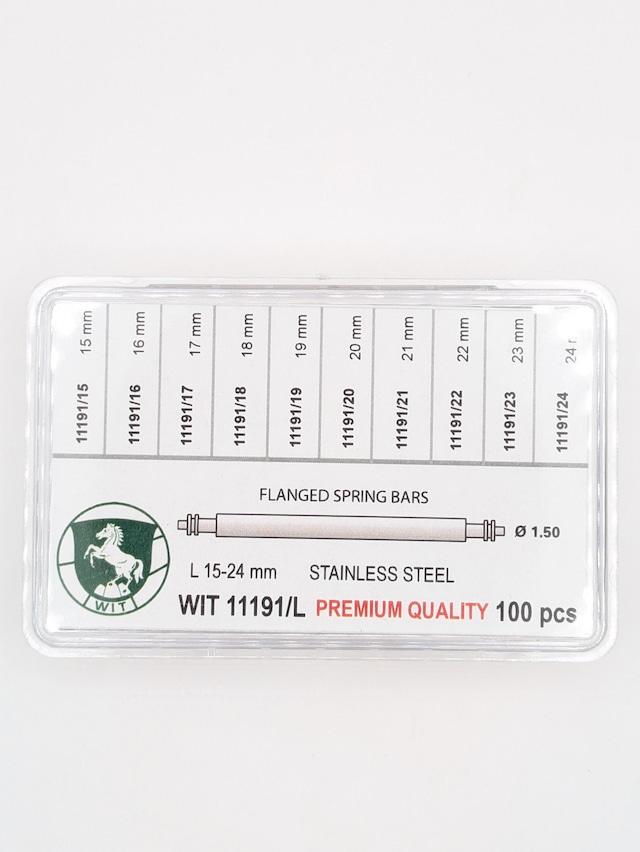 11191/15 15 mm
11191/16 16 mm
11191/17 17 mm
11191/18 18 mm
11191/19 19 mm
11191/20 20 mm
11191/21 21 mm
11191/22 22 mm
11191/23 23 mm
11191/24 24
FLANGED SPRING BARS
Ø 1.50
WIT
L 15-24 mm STAINLESS STEEL
WIT 11191/L PREMIUM QUALITY 100 pcs